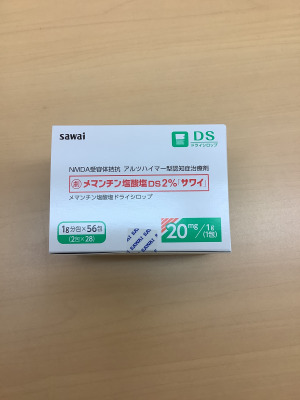 sawai
DS
ドライシロップ
NMDA受容体拮抗 アルツハイマー型認知症治療剤
劇 メマンチン塩酸塩DS2%「サワイ」
メマンチン塩酸塩ドライシロップ
1g分包×56包
(2包×28)
20mg/1g
(1包)
SAWAI